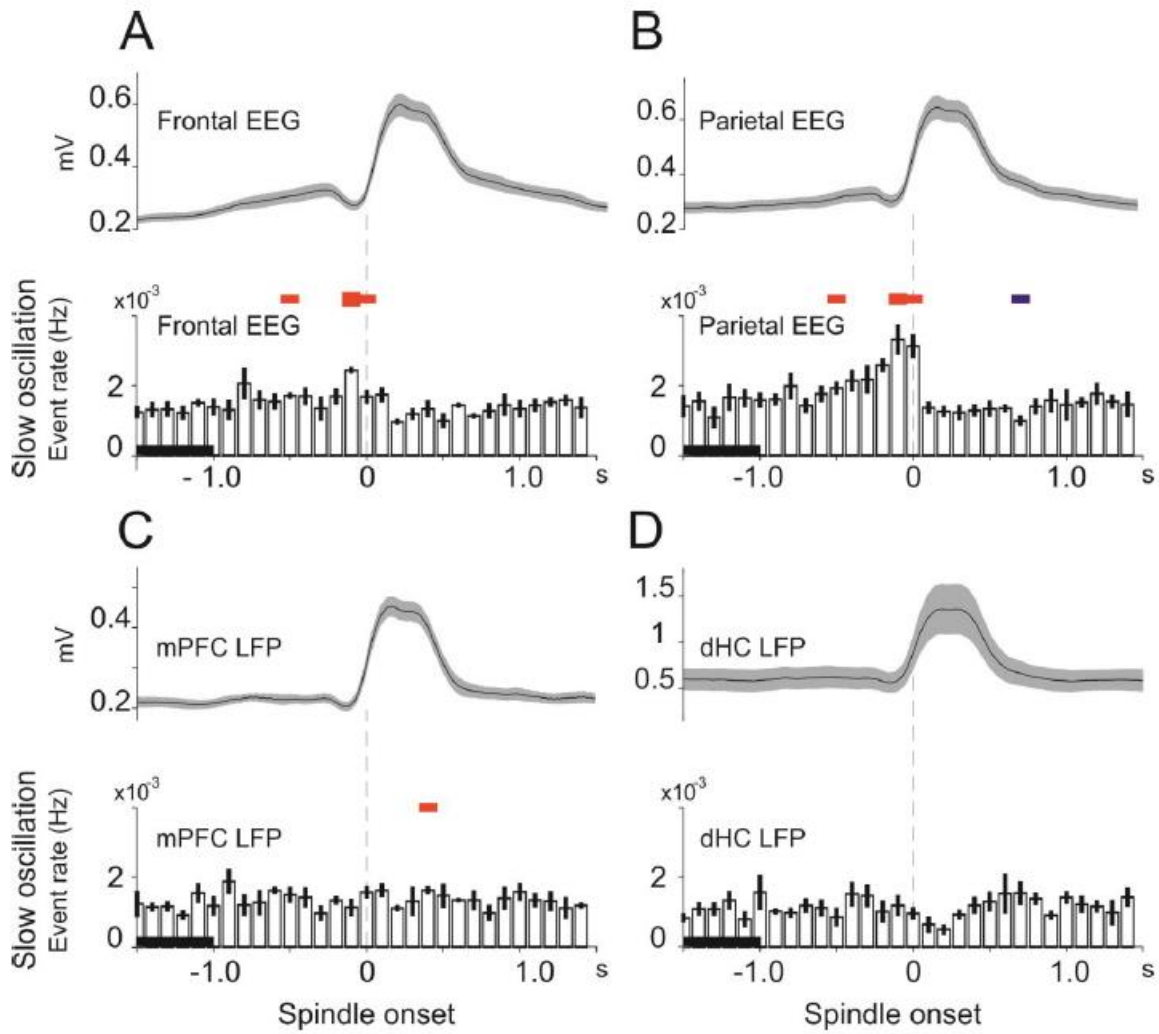 A
0.6
Frontal EEG
mV
0.4
0.2
x10-3
Frontal EEG
Slow oscillation
Event rate (Hz)
2
0
- 1.0
0
1.0
s
B
0.6
Parietal EEG
0.4
0.2
x10-3
Parietal EEG
2
0
-1.0
0
1.0
s
C
0.4
mPFC LFP
mV
0.2
x10-3
mPFC LFP
Slow oscillation
Event rate (Hz)
2
0
-1.0
0
1.0
s
Spindle onset
D
1.5
1
dHC LFP
0.5
x10-3
dHC LFP
2
0
-1.0
0
1.0
s
Spindle onset